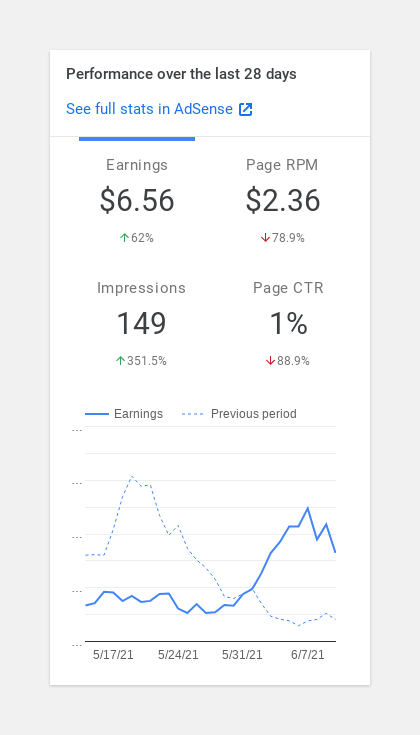 Performance over the last 28 days
See full stats in AdSense
Earnings Page RPM
$6.56 $2.36
62% 78.9%
Impressions Page CTR
149 1%
351.5% 88.9%
Earnings Previous period
...
...
...
...
...
5/17/21 5/24/21 5/31/21 6/7/21